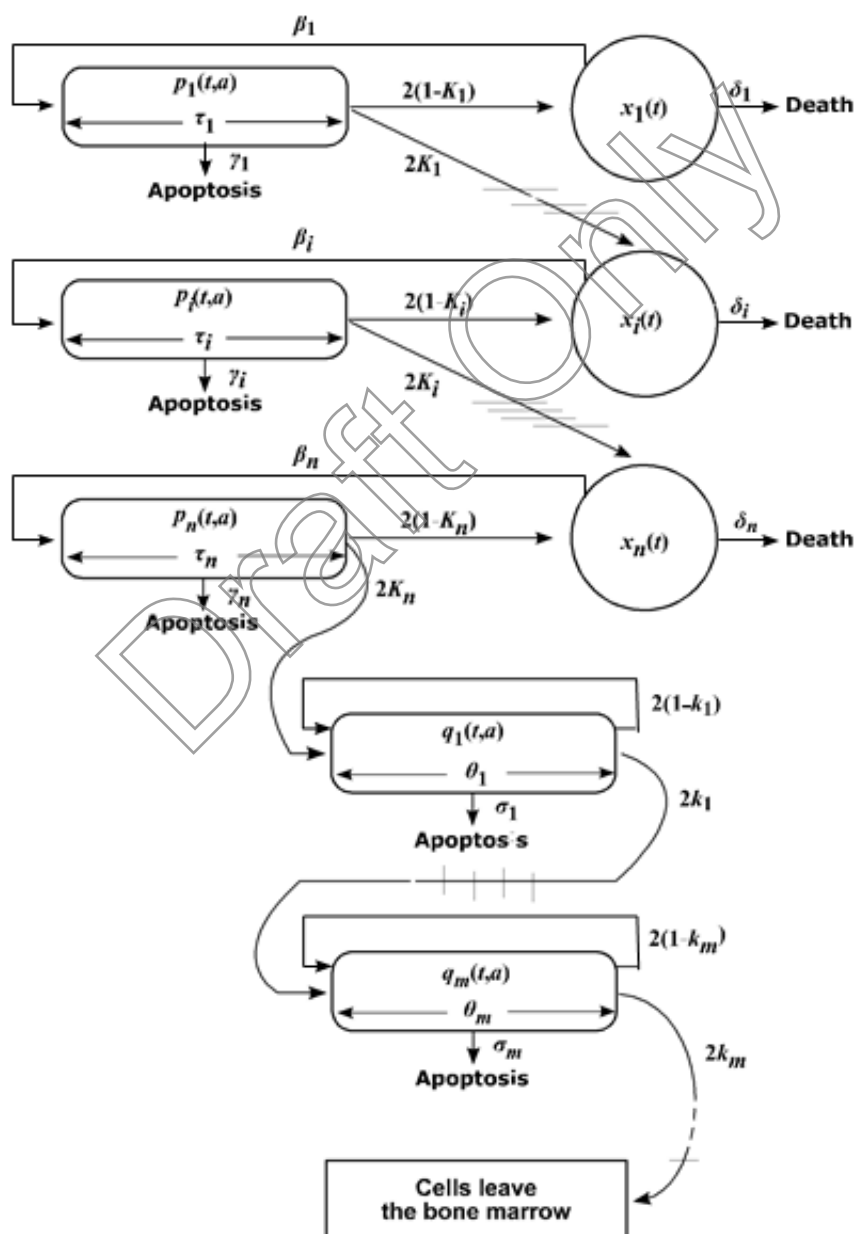 β1
p1(t,a)
τ1
2(1-K1)
x1(t)
δ1
Death
γ1
2K1
Apoptosis
βi
pi(t,a)
τi
2(1-Ki)
xi(t)
δi
Death
γi
2Ki
Apoptosis
βn
pn(t,a)
τn
2(1-Kn)
xn(t)
δn
Death
γn
2Kn
Apoptosis
2(1-k1)
q1(t,a)
θ1
σ1
2k1
Apoptosis
2(1-km)
qm(t,a)
θm
σm
2km
Apoptosis
Cells leave
the bone marrow
Draft Only